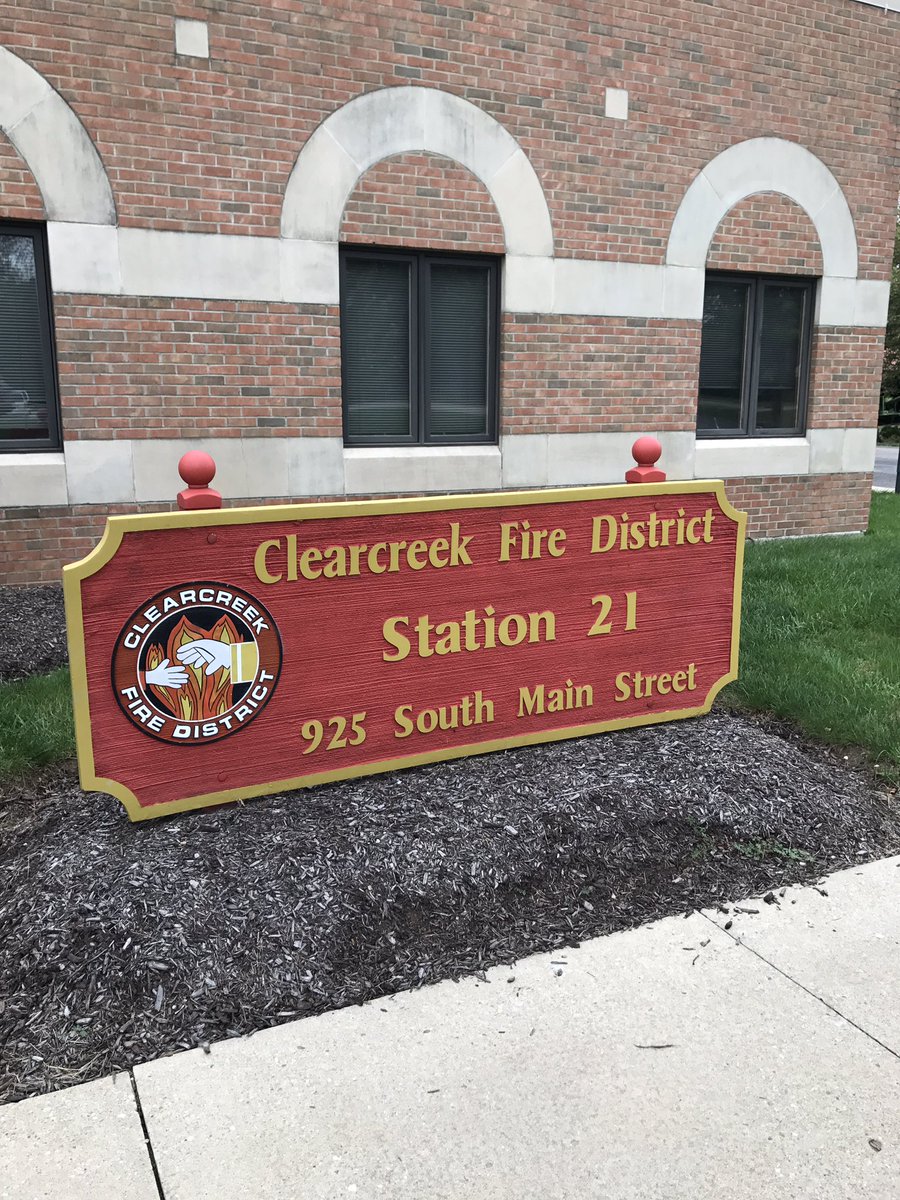 Clearcreek Fire District
Station 21
925 South Main Street
CLEARCREEK
FIRE DISTRICT